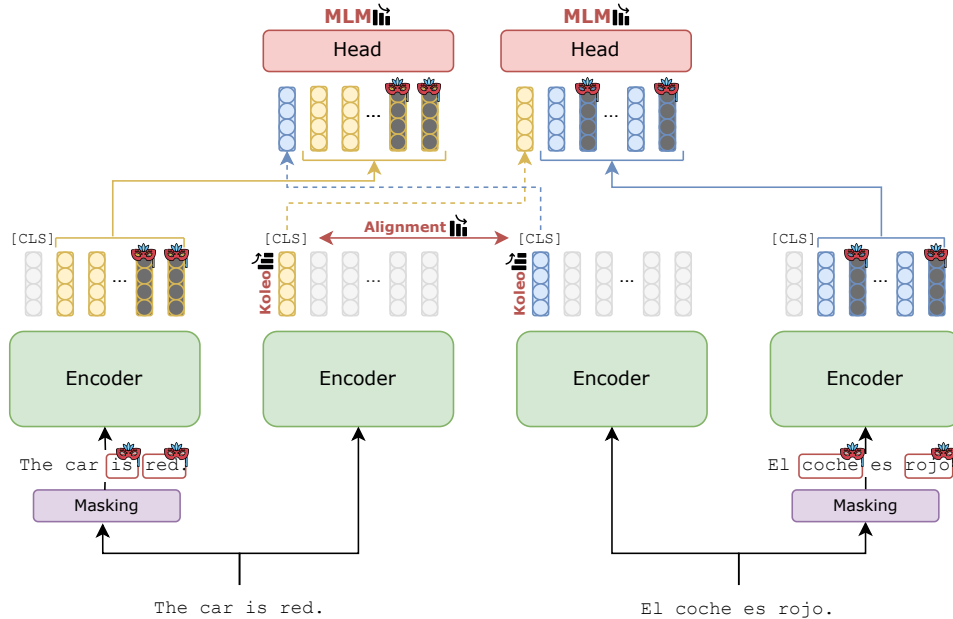 MLM MLM
Head Head
... ...
[CLS] [CLS] Alignment [CLS] [CLS]
Koleo Koleo
... ... ... ...
Encoder Encoder Encoder Encoder
The car is red. El coche es rojo.
Masking Masking
The car is red. El coche es rojo.